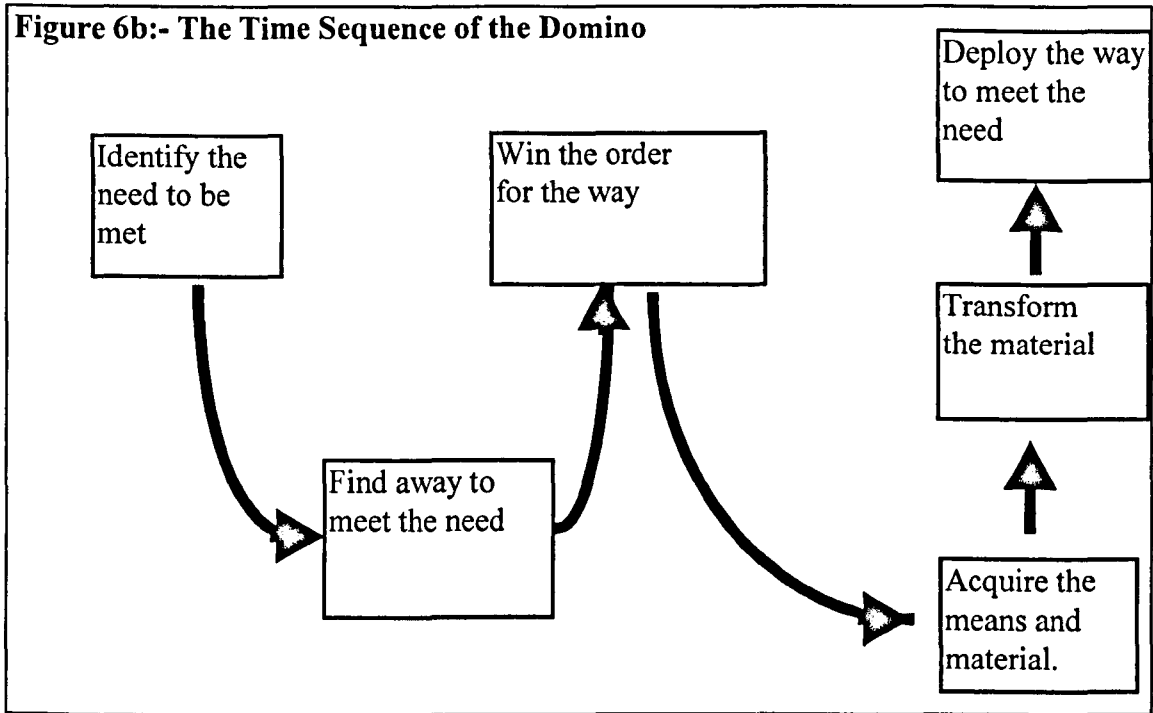 Figure 6b:- The Time Sequence of the Domino
Identify the
need to be
met
Find away to
meet the need
Win the order
for the way
Acquire the
means and
material.
Transform
the material
Deploy the way
to meet the
need